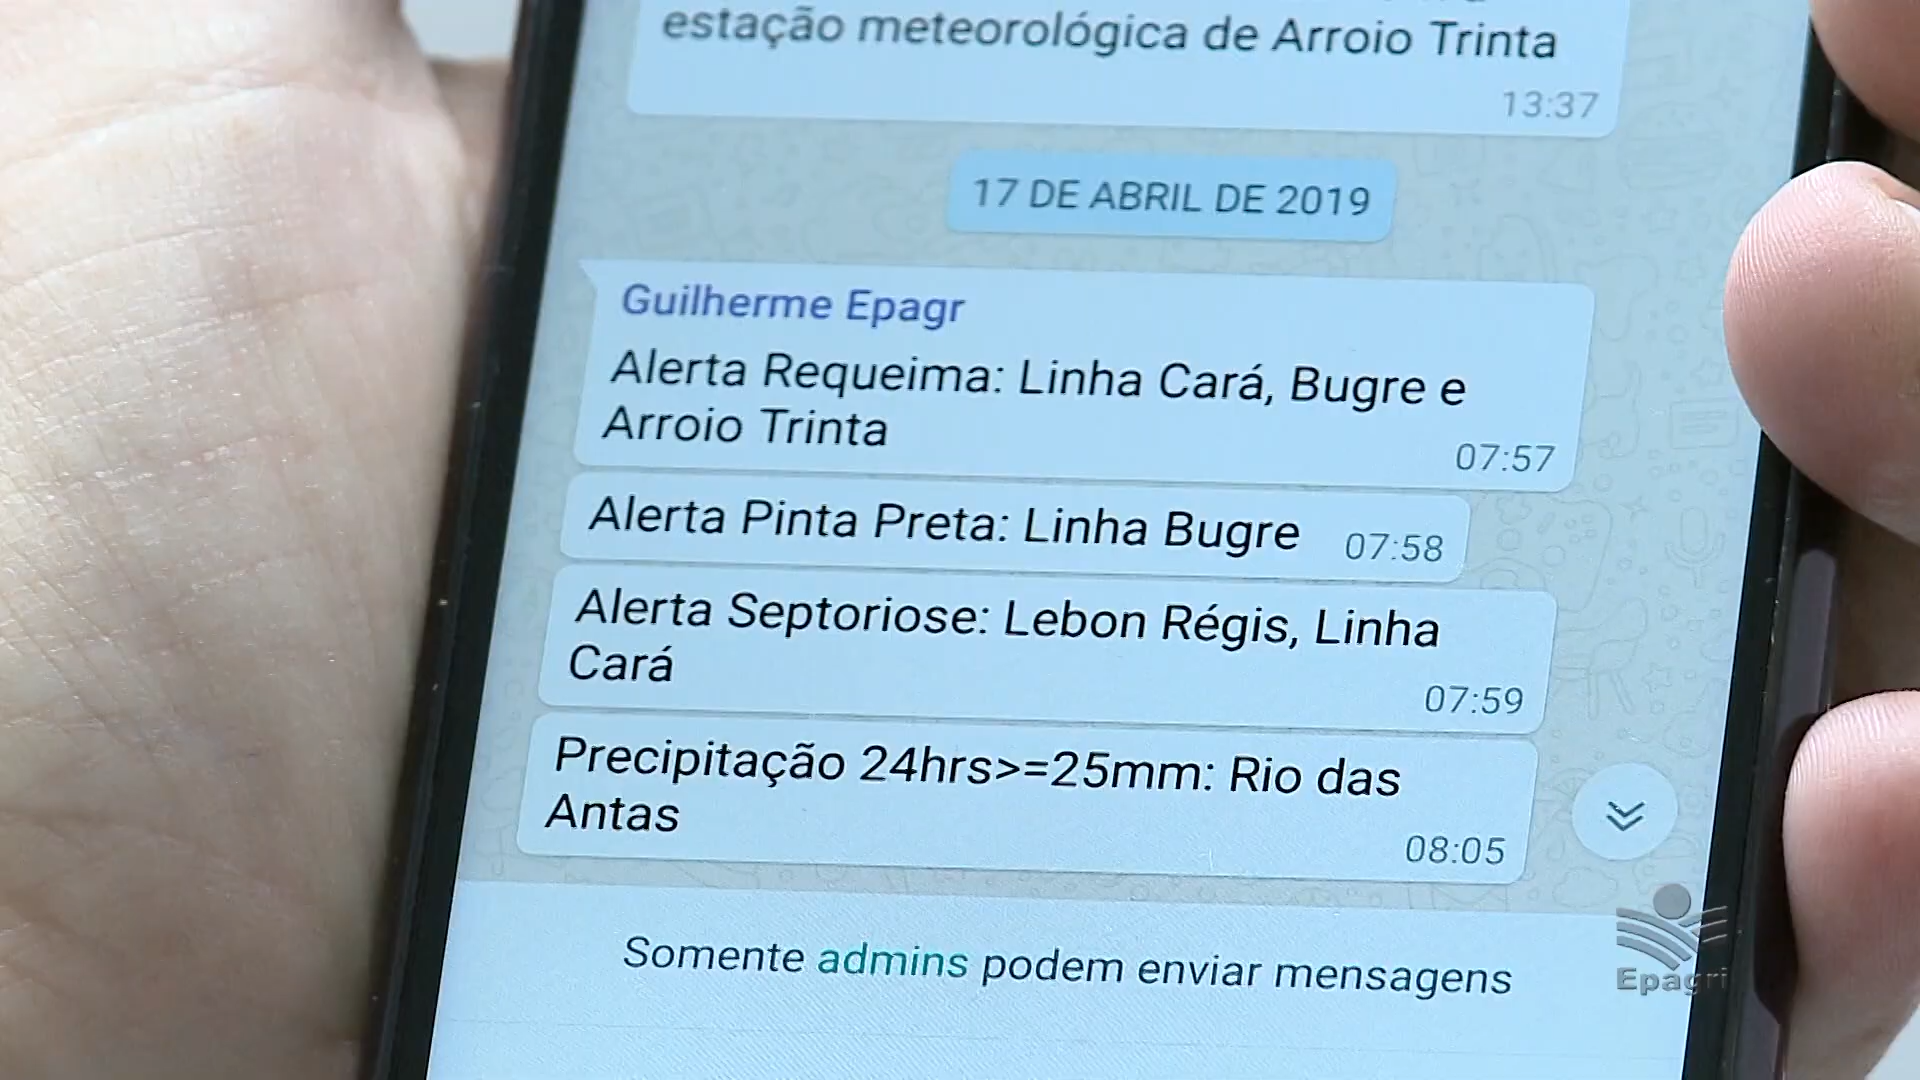 estação meteorológica de Arroio Trinta
13:37
17 DE ABRIL DE 2019
Guilherme Epagr
Alerta Requeima: Linha Cará, Bugre e
Arroio Trinta
07:57
Alerta Pinta Preta: Linha Bugre 07:58
Alerta Septoriose: Lebon Régis, Linha
Cará
07:59
Precipitação 24hrs>=25mm: Rio das
Antas
08:05
Somente admins podem enviar mensagens
Epagri